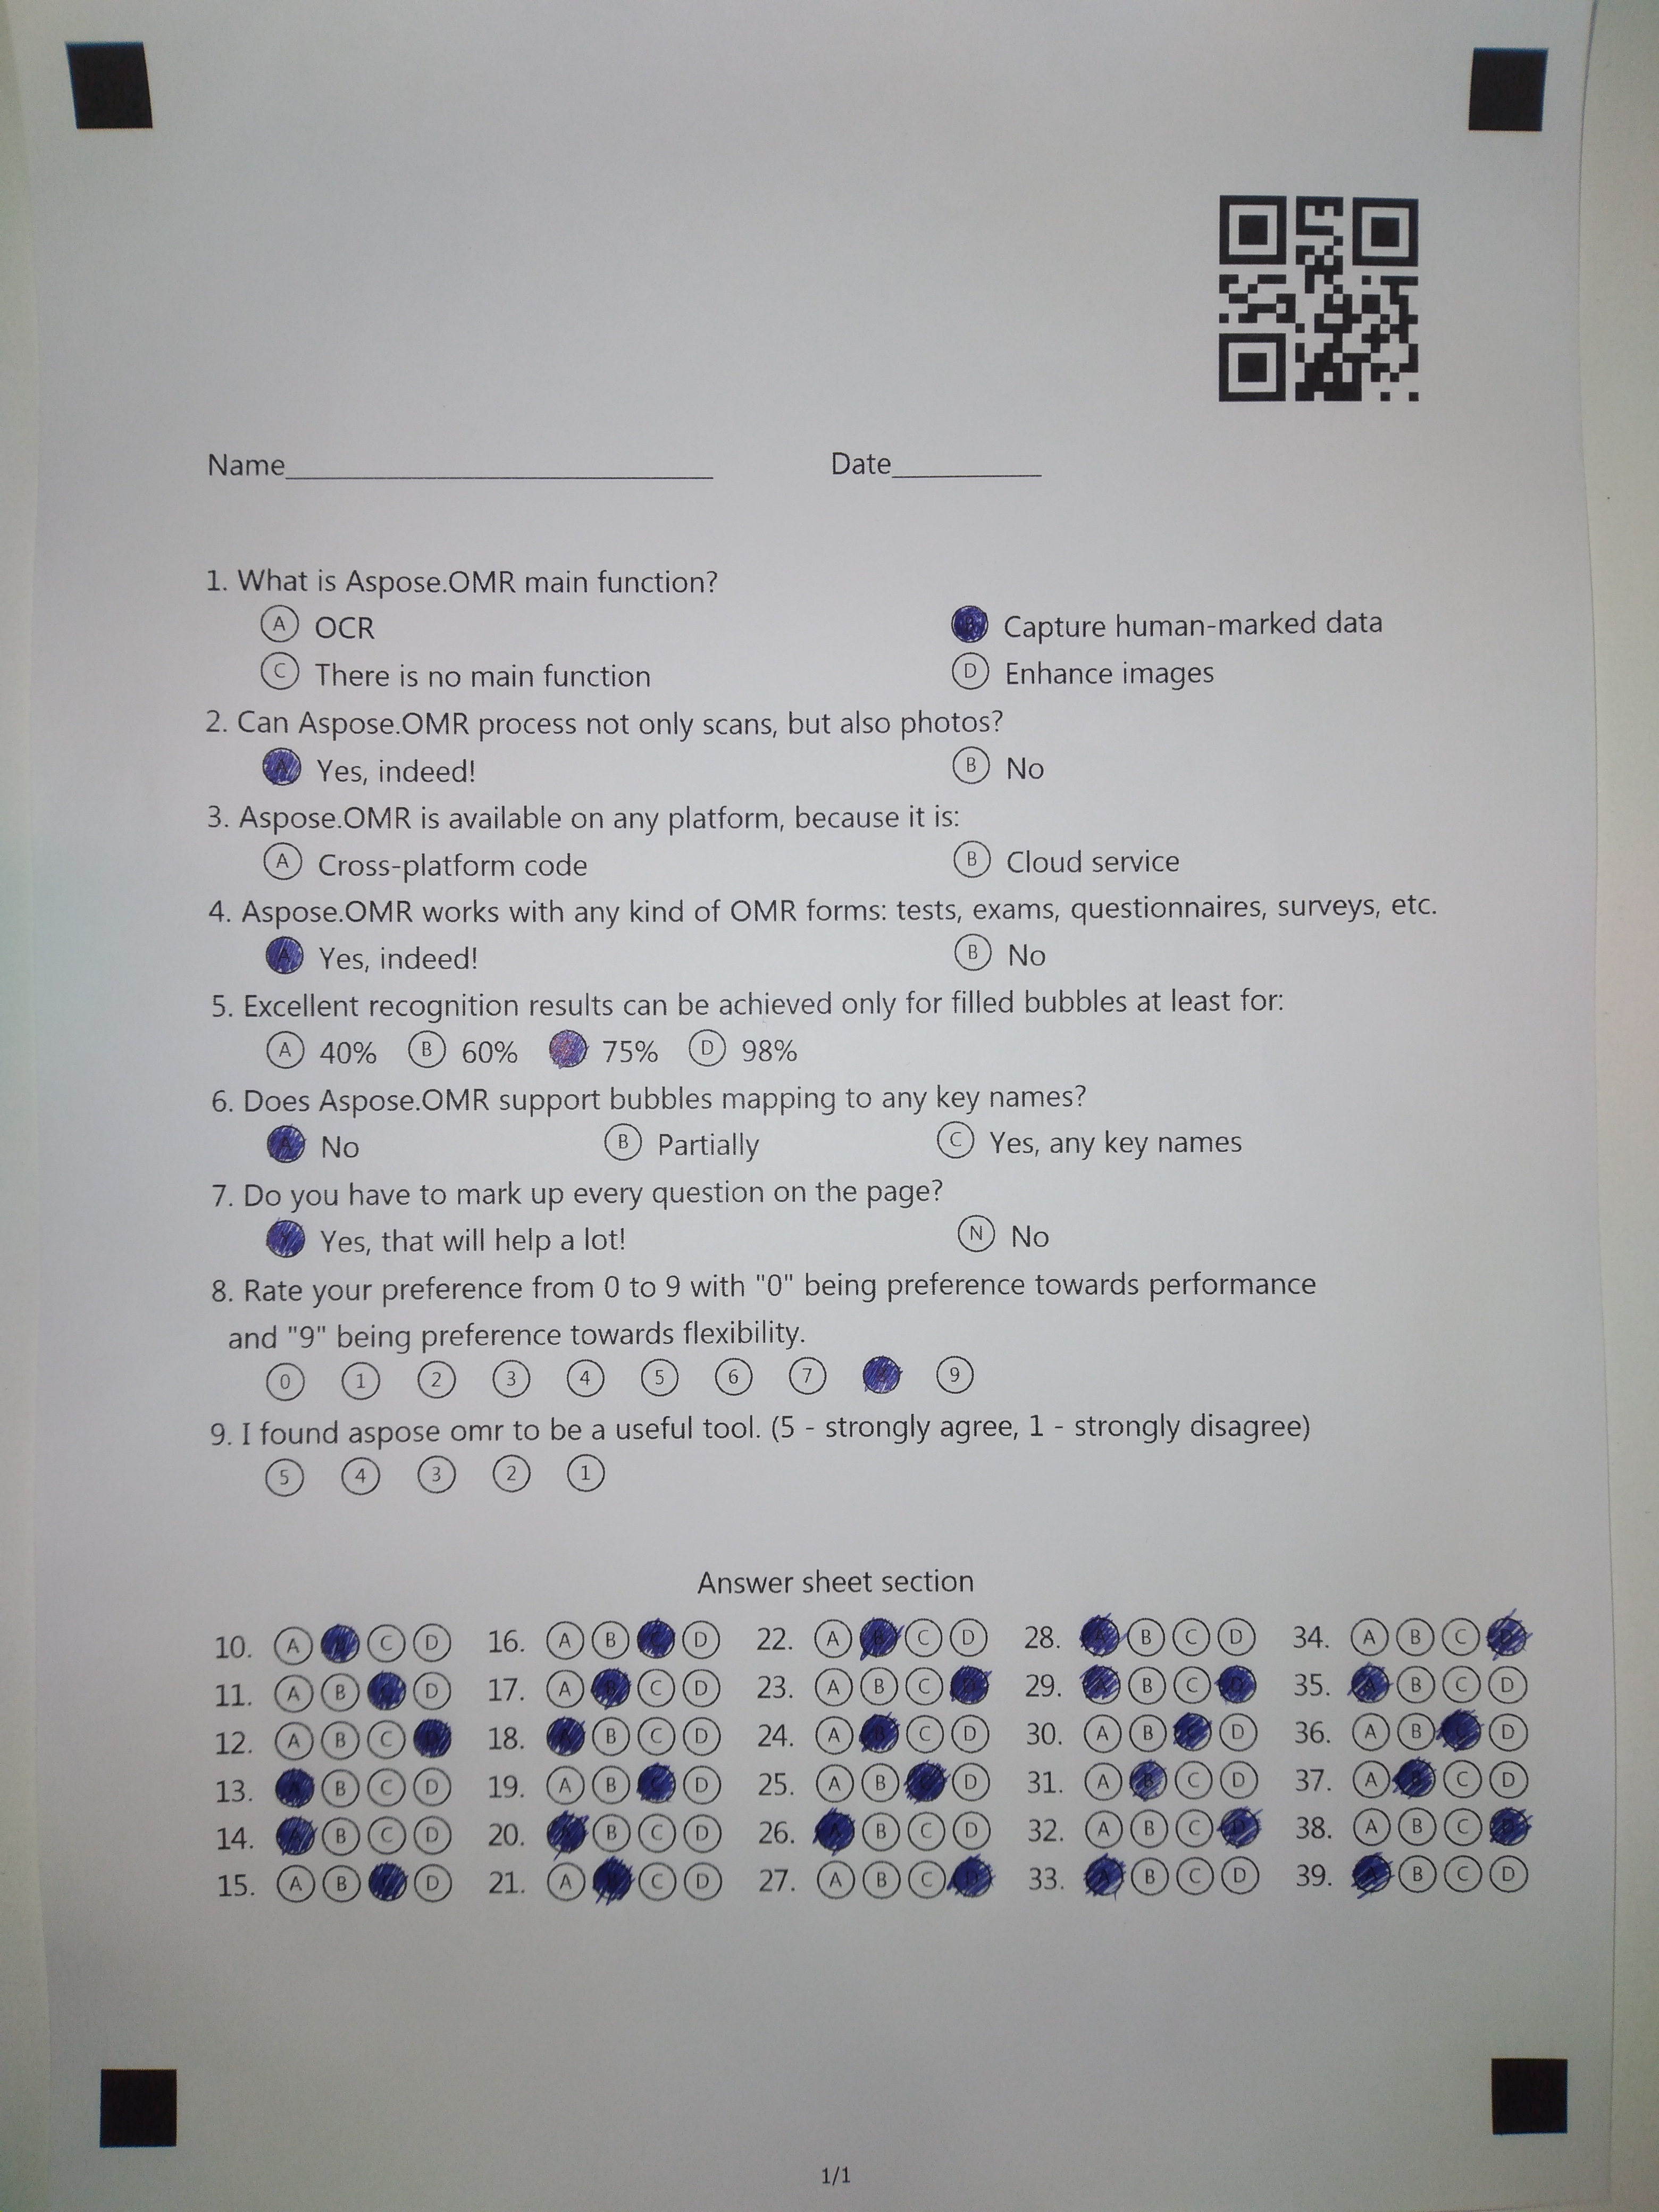 Name Date
1. What is Aspose.OMR main function?
A OCR B Capture human-marked data
C There is no main function D Enhance images
2. Can Aspose.OMR process not only scans, but also photos?
A Yes, indeed! B No
3. Aspose.OMR is available on any platform, because it is:
A Cross-platform code B Cloud service
4. Aspose.OMR works with any kind of OMR forms: tests, exams, questionnaires, surveys, etc.
A Yes, indeed! B No
5. Excellent recognition results can be achieved only for filled bubbles at least for:
A 40% B 60% 75% D 98%
6. Does Aspose.OMR support bubbles mapping to any key names?
A No B Partially C Yes, any key names
7. Do you have to mark up every question on the page?
Yes, that will help a lot! N No
8. Rate your preference from 0 to 9 with "0" being preference towards performance
and "9" being preference towards flexibility.
0 1 2 3 4 5 6 7 9
9. I found aspose omr to be a useful tool. (5 - strongly agree, 1 - strongly disagree)
5 4 3 2 1
Answer sheet section
10. A C D 16. A B D 22. A C D 28. A B C D 34. A B C
11. A B D 17. A C D 23. A B C 29. B C 35. B C D
12. A B C 18. B C D 24. A B C D 30. A B D 36. A B D
13. B C D 19. A B D 25. A B D 31. A B C D 37. A C D
14. B C D 20. B C D 26. A B C D 32. A B C D 38. A B C
15. A B D 21. A C D 27. A B C D 33. A B C D 39. B C D
1/1